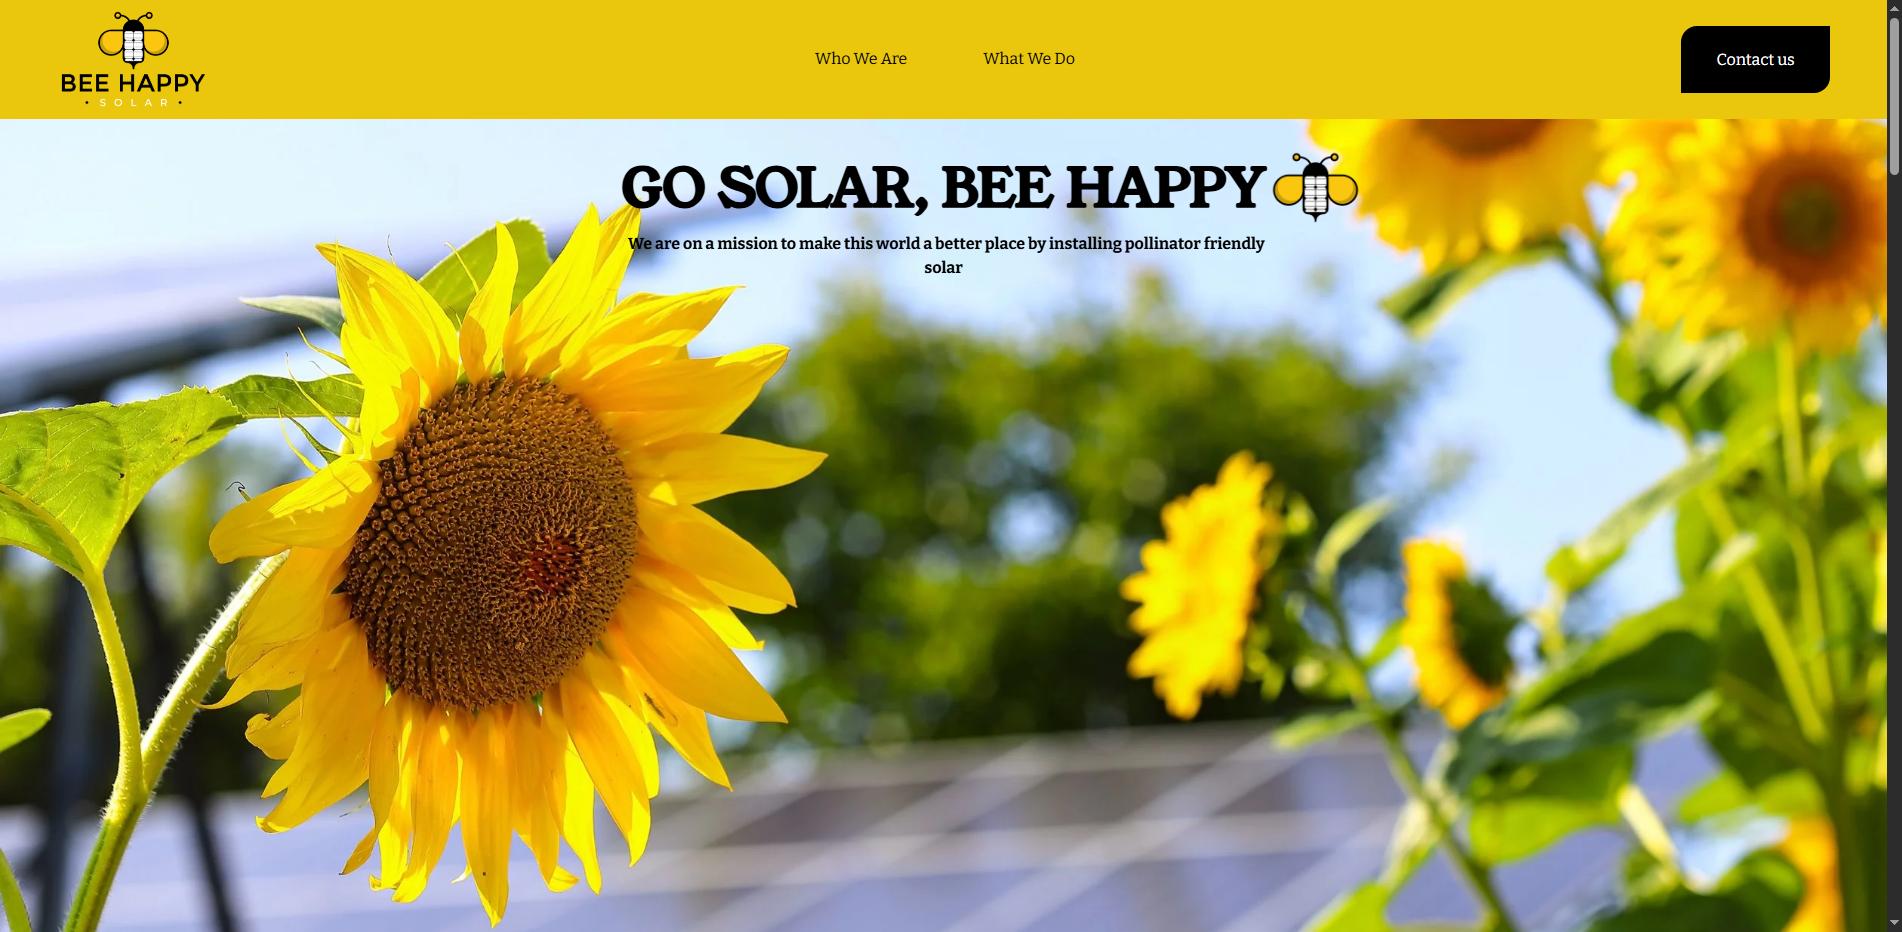 BEE HAPPY
• SOLAR •
Who We Are
What We Do
Contact us
GO SOLAR, BEE HAPPY
We are on a mission to make this world a better place by installing pollinator friendly
solar